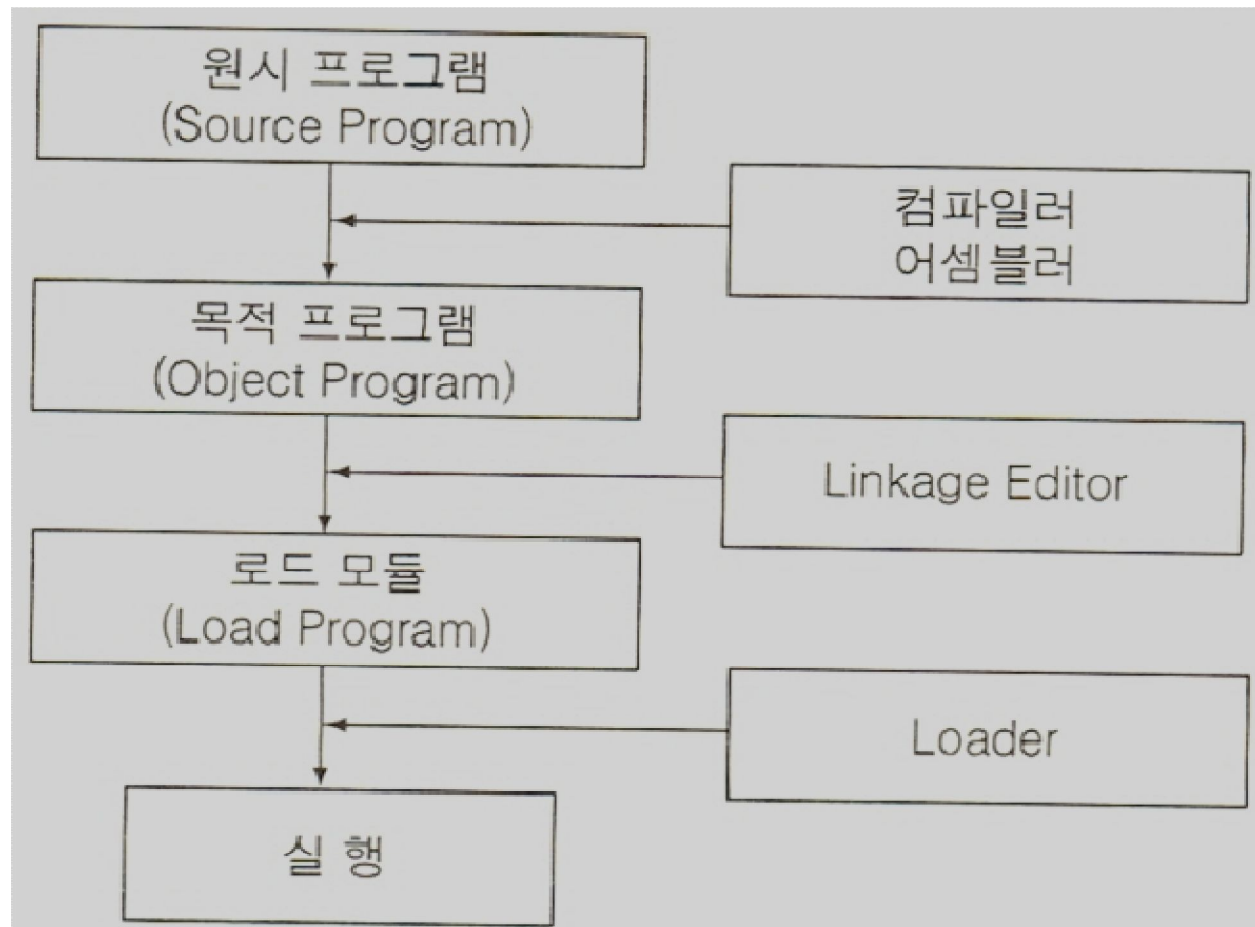 원시 프로그램
(Source Program)
컴파일러
어셈블러
목적 프로그램
(Object Program)
Linkage Editor
로드 모듈
(Load Program)
Loader
실 행